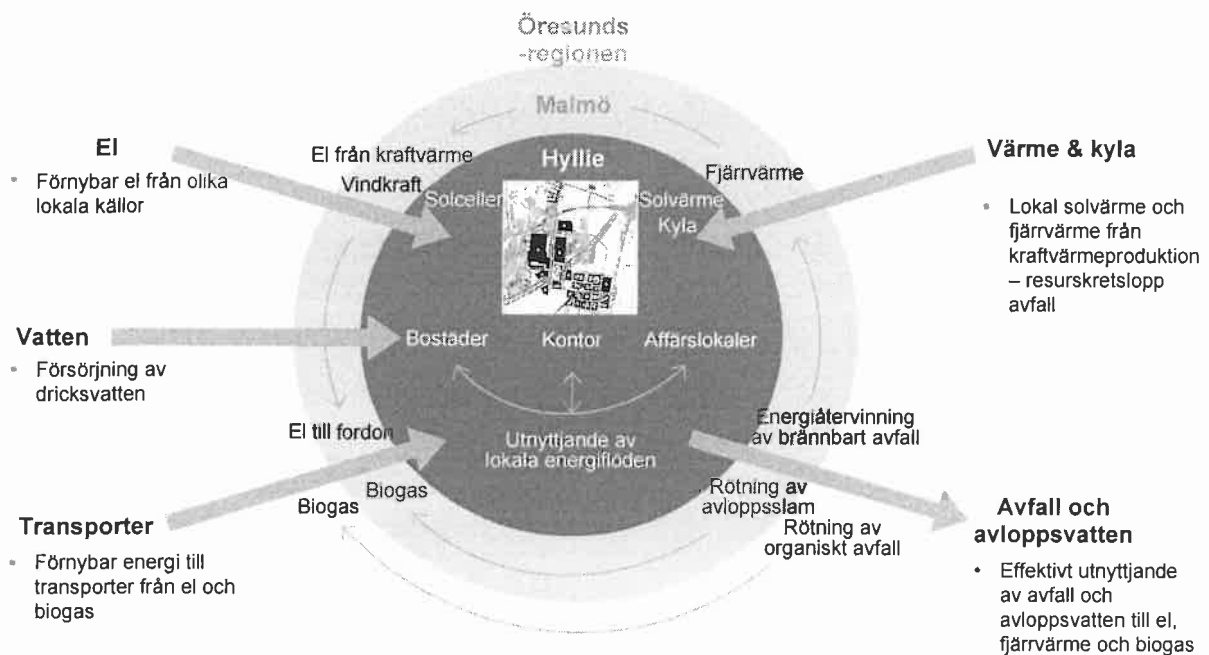 Öresunds
-regionen
Malmö
El
• Förnybar el från olika
lokala källor
El från kraftvärme
Vindkraft
Solceller
Hyllie
Fjärrvärme
Solvärme
Kyla
Värme & kyla
• Lokal solvärme och
fjärrvärme från
kraftvärmeproduktion
– resurskretslopp
avfall
Vatten
• Försörjning av
dricksvatten
Bostäder
Kontor
Affärslokaler
El till fordon
Utnyttjande av
lokala energiflöden
Energiåtervinning
av brännbart avfall
Transporter
• Förnybar energi till
transporter från el och
biogas
Biogas
Biogas
Rötning av
avloppsslam
Rötning av
organiskt avfall
Avfall och
avloppsvatten
• Effektivt utnyttjande
av avfall och
avloppsvatten till el,
fjärrvärme och biogas